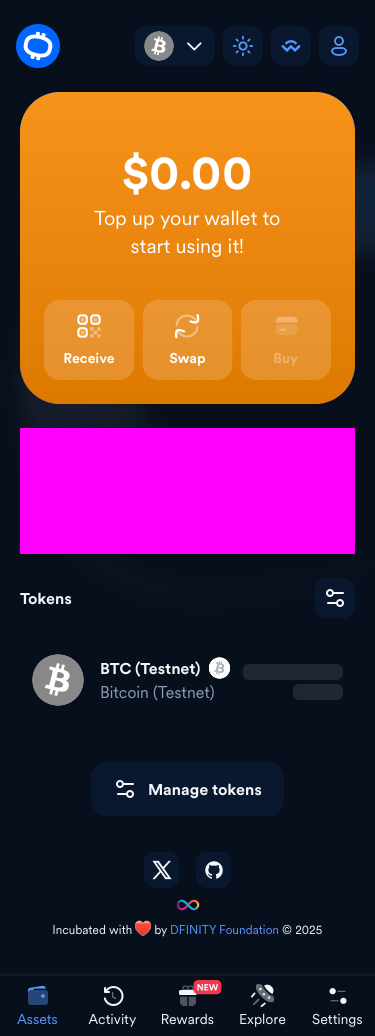 $0.00
Top up your wallet to
start using it!
Receive
Swap
Buy
Tokens
BTC (Testnet)
Bitcoin (Testnet)
Manage tokens
Incubated with ❤️ by DFINITY Foundation © 2025
NEW
Assets
Activity
Rewards
Explore
Settings